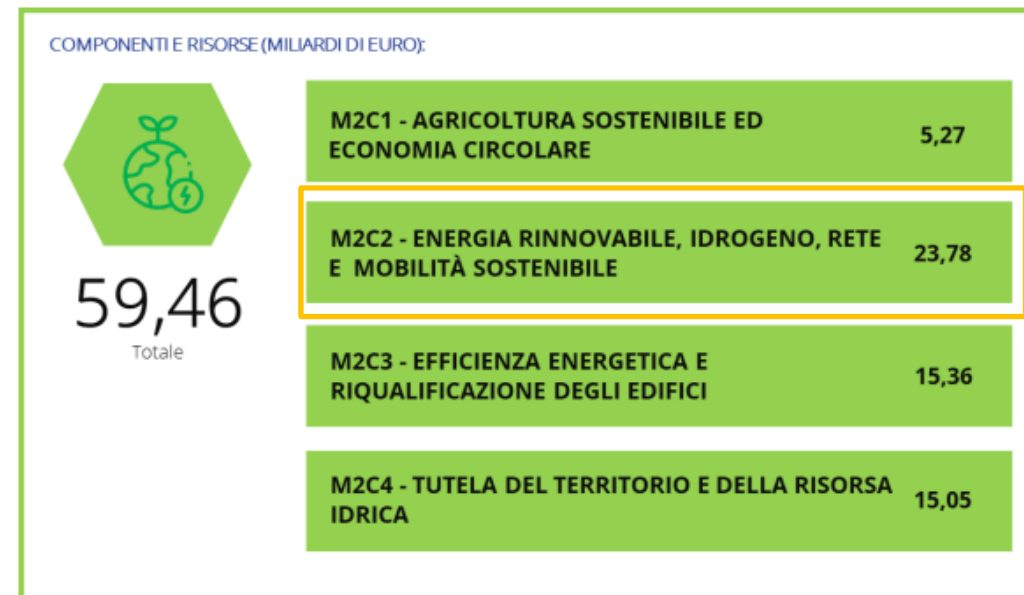 COMPONENTI E RISORSE (MILIARDI DI EURO):
59,46
Totale
M2C1 - AGRICOLTURA SOSTENIBILE ED
ECONOMIA CIRCOLARE
5,27
M2C2 - ENERGIA RINNOVABILE, IDROGENO, RETE
E MOBILITÀ SOSTENIBILE
23,78
M2C3 - EFFICIENZA ENERGETICA E
RIQUALIFICAZIONE DEGLI EDIFICI
15,36
M2C4 - TUTELA DEL TERRITORIO E DELLA RISORSA
IDRICA
15,05